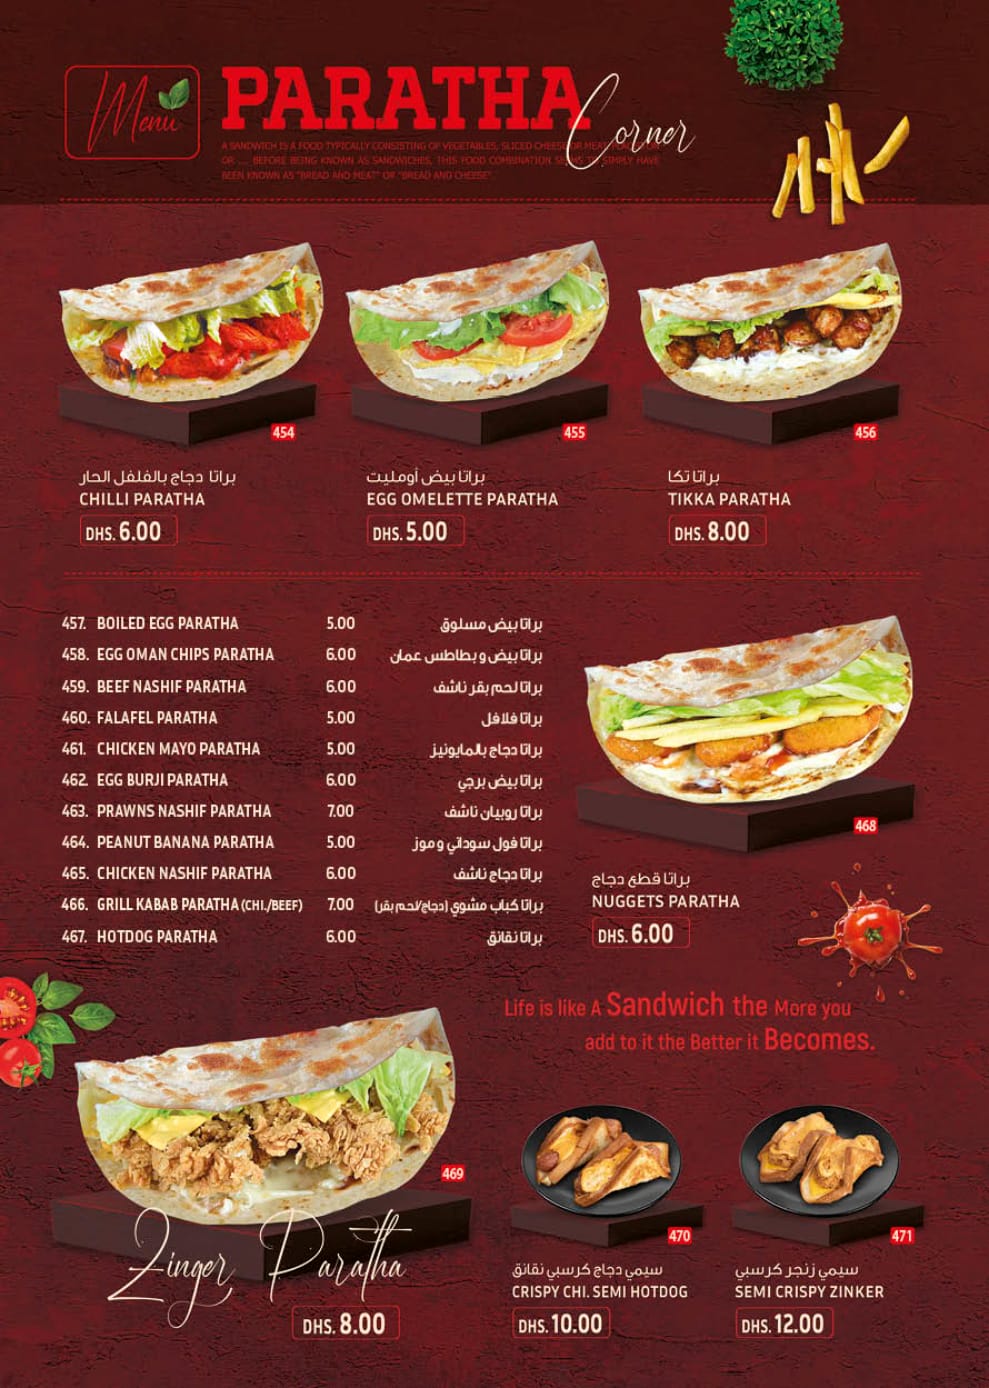 Menu
PARATHA Corner
A SANDWICH IS A FOOD TYPICALLY CONSISTING OF VEGETABLES, SLICED CHEESE OR MEAT,
OR .... BEFORE BEING KNOWN AS SANDWICHES, THIS FOOD COMBINATION SEEMS TO SIMPLY HAVE
BEEN KNOWN AS "BREAD AND MEAT" OR "BREAD AND CHEESE".
454
455
456
براتا دجاج بالفلفل الحار
CHILLI PARATHA
DHS. 6.00
براتا بيض أومليت
EGG OMELETTE PARATHA
DHS. 5.00
براتا تكا
TIKKA PARATHA
DHS. 8.00
457. BOILED EGG PARATHA 5.00 براتا بيض مسلوق
458. EGG OMAN CHIPS PARATHA 6.00 براتا بيض و بطاطس عمان
459. BEEF NASHIF PARATHA 6.00 براتا لحم بقر ناشف
460. FALAFEL PARATHA 5.00 براتا فلافل
461. CHICKEN MAYO PARATHA 5.00 براتا دجاج بالمايونيز
462. EGG BURJI PARATHA 6.00 براتا بيض برجي
463. PRAWNS NASHIF PARATHA 7.00 براتا روبيان ناشف
464. PEANUT BANANA PARATHA 5.00 براتا فول سوداني و موز
465. CHICKEN NASHIF PARATHA 6.00 براتا دجاج ناشف
466. GRILL KABAB PARATHA (CHI./BEEF) 7.00 براتا كباب مشوي (دجاج/لحم بقر)
467. HOTDOG PARATHA 6.00 براتا نقانق
468
براتا قطع دجاج
NUGGETS PARATHA
DHS. 6.00
Life is like A Sandwich the More you
add to it the Better it Becomes.
469
Zinger Paratha
DHS. 8.00
470
سيمي دجاج كرسبي نقانق
CRISPY CHI. SEMI HOTDOG
DHS. 10.00
471
سيمي زنجر كرسبي
SEMI CRISPY ZINKER
DHS. 12.00